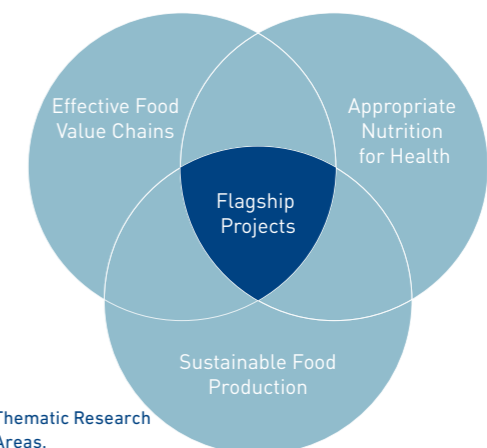 Effective Food
Value Chains
Appropriate
Nutrition
for Health
Flagship
Projects
Sustainable Food
Production
Thematic Research
Areas.